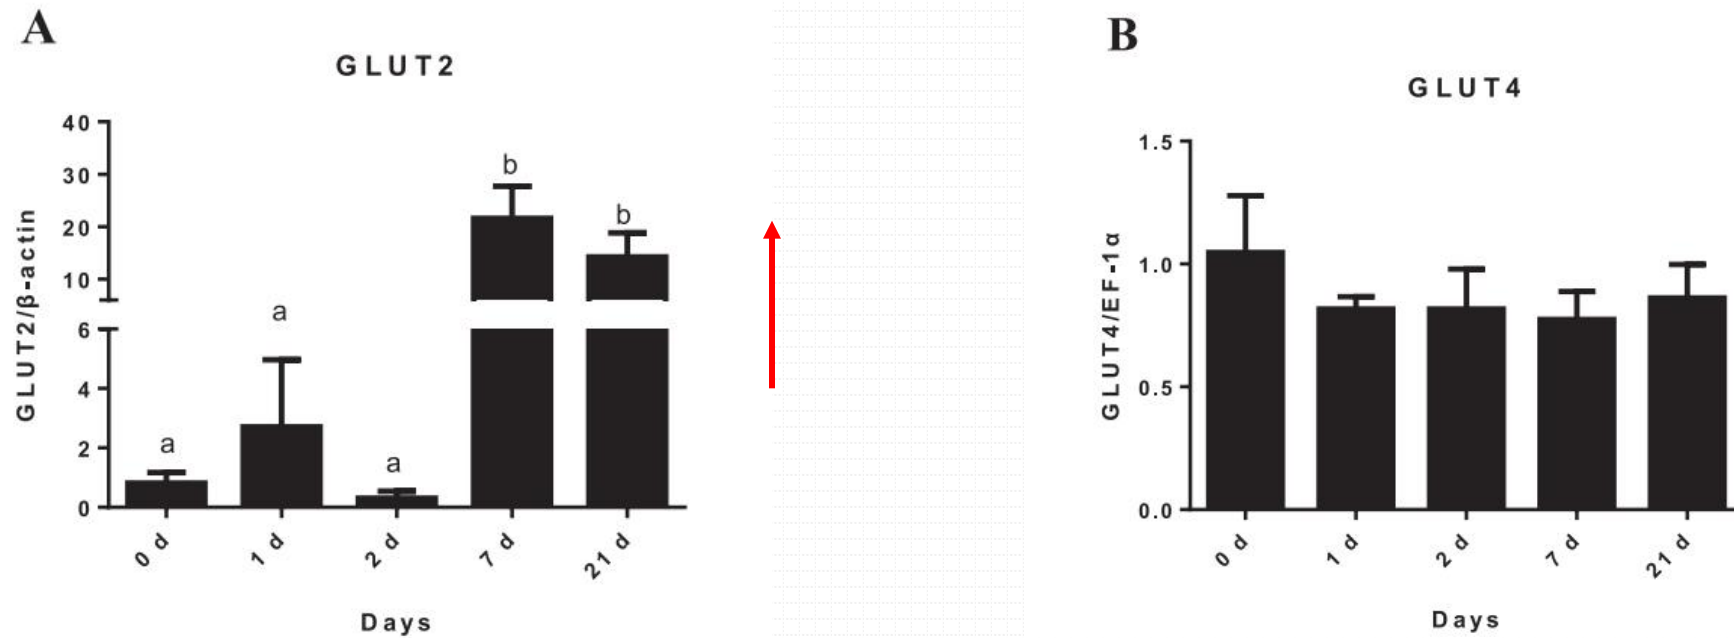 A
GLUT2
GLUT2/β-actin
40
30
20
10
6
4
2
0
a
a
a
b
b
0 d
1 d
2 d
7 d
21 d
Days
B
GLUT4
GLUT4/EF-1α
1.5
1.0
0.5
0.0
0 d
1 d
2 d
7 d
21 d
Days